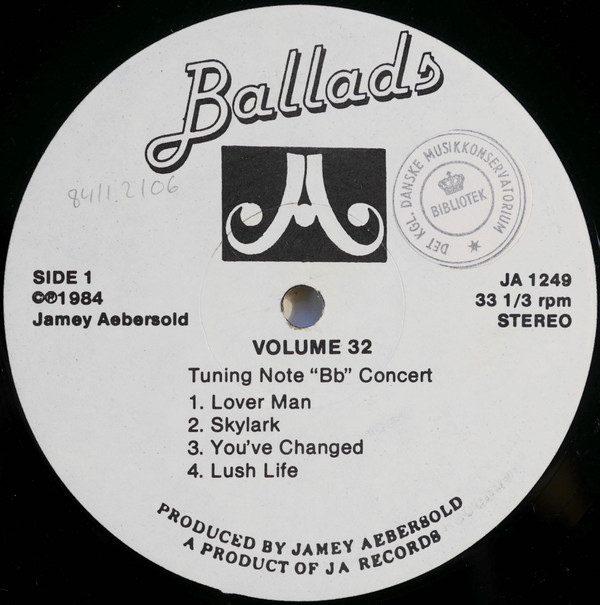 Ballads
84/1.2106
DET KGL. DANSKE MUSIKKONSERVATORIUM
BIBLIOTEK
SIDE 1
©℗1984
Jamey Aebersold
JA 1249
33 1/3 rpm
STEREO
VOLUME 32
Tuning Note “Bb” Concert
1. Lover Man
2. Skylark
3. You've Changed
4. Lush Life
PRODUCED BY JAMEY AEBERSOLD
A PRODUCT OF JA RECORDS